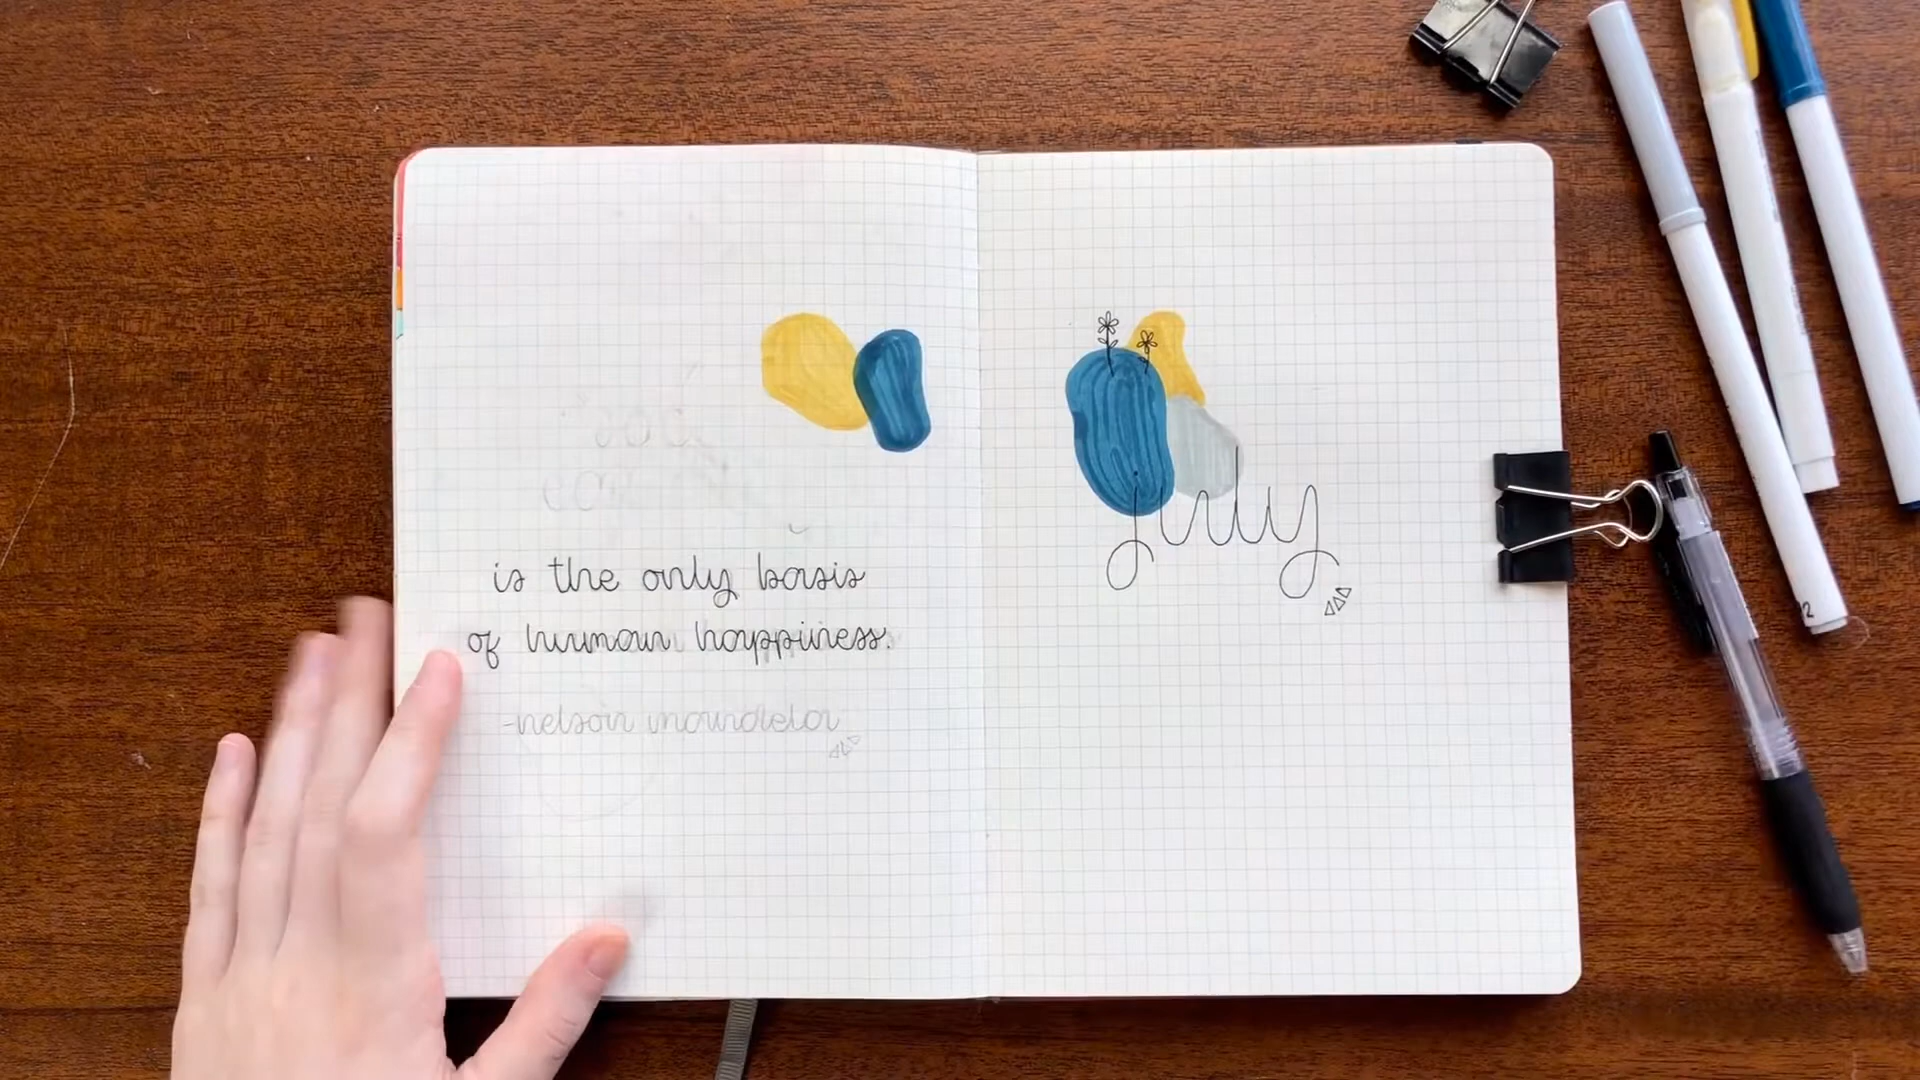 is the only basis
of human happiness.
-nelson mandela
july